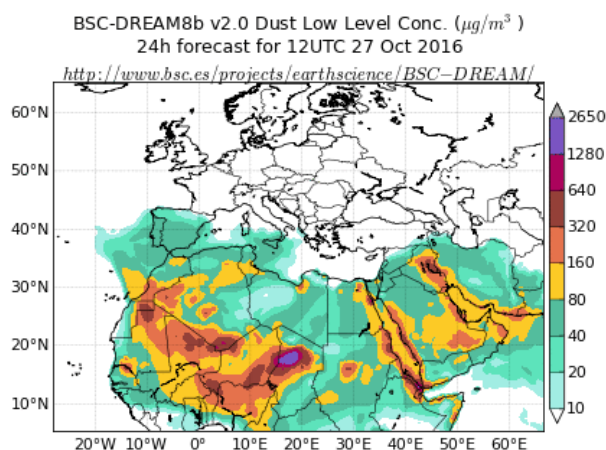 BSC-DREAM8b v2.0 Dust Low Level Conc. (μg/m³ )
24h forecast for 12UTC 27 Oct 2016
http://www.bsc.es/projects/earthscience/BSC−DREAM/
60°N
50°N
40°N
30°N
20°N
10°N
20°W
10°W
0°
10°E
20°E
30°E
40°E
50°E
60°E
2650
1280
640
320
160
80
40
20
10